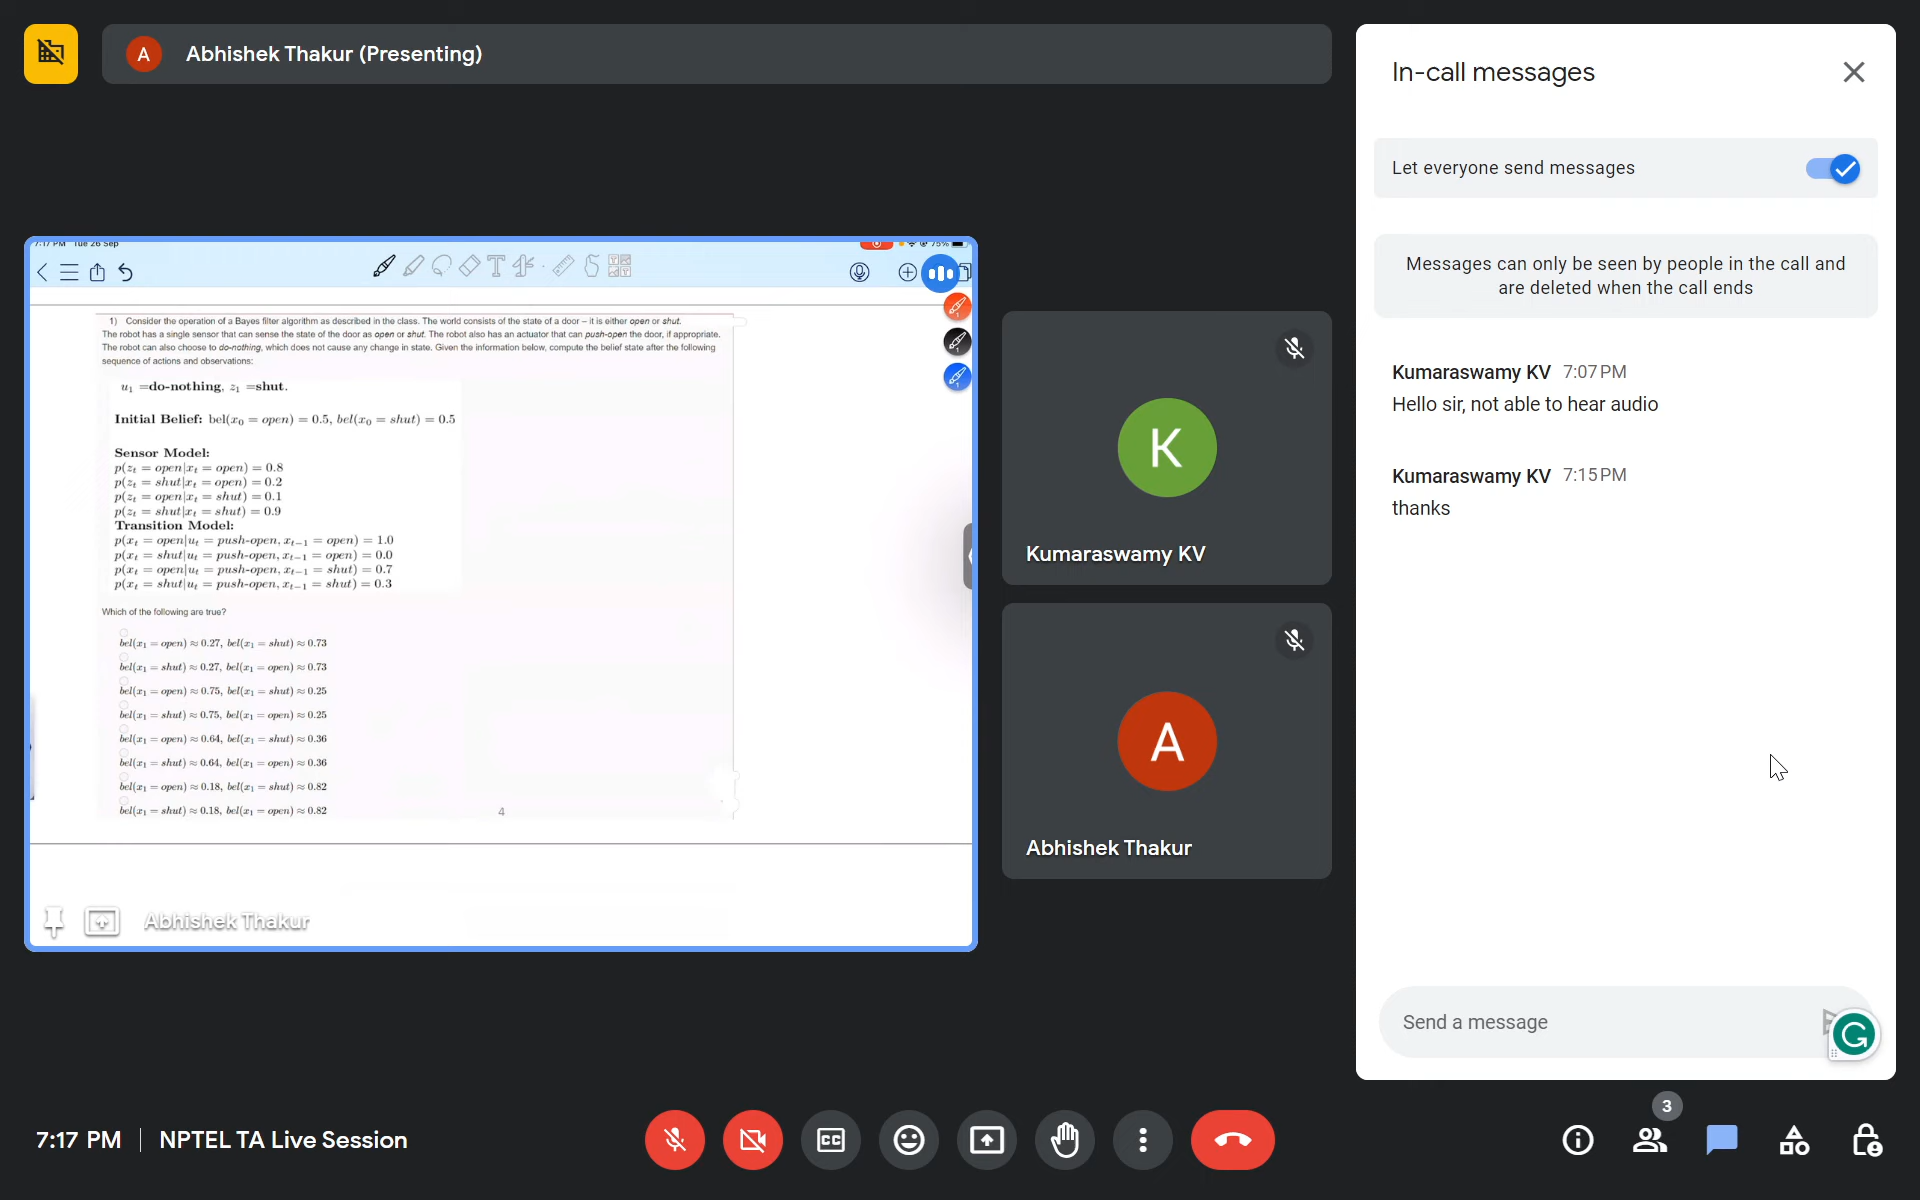 A
Abhishek Thakur (Presenting)
7:17 PM Tue 26 Sep
75%
1) Consider the operation of a Bayes filter algorithm as described in the class. The world consists of the state of a door – it is either open or shut.
The robot has a single sensor that can sense the state of the door as open or shut. The robot also has an actuator that can push-open the door, if appropriate.
The robot can also choose to do-nothing, which does not cause any change in state. Given the information below, compute the belief state after the following
sequence of actions and observations:
u₁ =do-nothing, z₁ =shut.
Initial Belief: bel(x₀ = open) = 0.5, bel(x₀ = shut) = 0.5
Sensor Model:
p(zₜ = open|xₜ = open) = 0.8
p(zₜ = shut|xₜ = open) = 0.2
p(zₜ = open|xₜ = shut) = 0.1
p(zₜ = shut|xₜ = shut) = 0.9
Transition Model:
p(xₜ = open|uₜ = push-open, xₜ₋₁ = open) = 1.0
p(xₜ = shut|uₜ = push-open, xₜ₋₁ = open) = 0.0
p(xₜ = open|uₜ = push-open, xₜ₋₁ = shut) = 0.7
p(xₜ = shut|uₜ = push-open, xₜ₋₁ = shut) = 0.3
Which of the following are true?
bel(x₁ = open) ≈ 0.27, bel(x₁ = shut) ≈ 0.73
bel(x₁ = shut) ≈ 0.27, bel(x₁ = open) ≈ 0.73
bel(x₁ = open) ≈ 0.75, bel(x₁ = shut) ≈ 0.25
bel(x₁ = shut) ≈ 0.75, bel(x₁ = open) ≈ 0.25
bel(x₁ = open) ≈ 0.64, bel(x₁ = shut) ≈ 0.36
bel(x₁ = shut) ≈ 0.64, bel(x₁ = open) ≈ 0.36
bel(x₁ = open) ≈ 0.18, bel(x₁ = shut) ≈ 0.82
bel(x₁ = shut) ≈ 0.18, bel(x₁ = open) ≈ 0.82
4
Abhishek Thakur
K
Kumaraswamy KV
A
Abhishek Thakur
In-call messages
Let everyone send messages
Messages can only be seen by people in the call and
are deleted when the call ends
Kumaraswamy KV 7:07 PM
Hello sir, not able to hear audio
Kumaraswamy KV 7:15 PM
thanks
Send a message
G
7:17 PM | NPTEL TA Live Session
CC
3